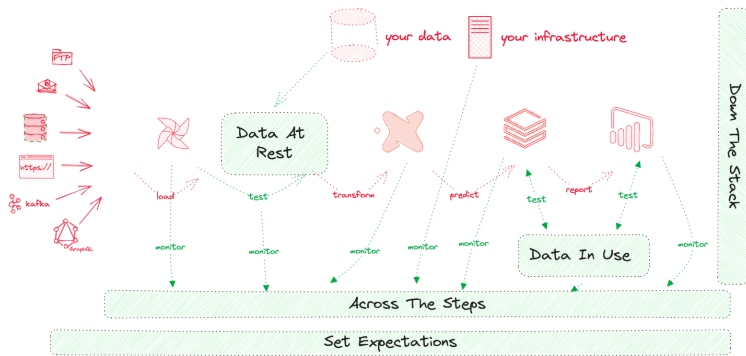 your data
your infrastructure
FTP
https://
kafka
GraphQL
Data At
Rest
load
test
transform
predict
report
test
test
monitor
monitor
monitor
monitor
monitor
monitor
Data In Use
Across The Steps
Set Expectations
Down The Stack